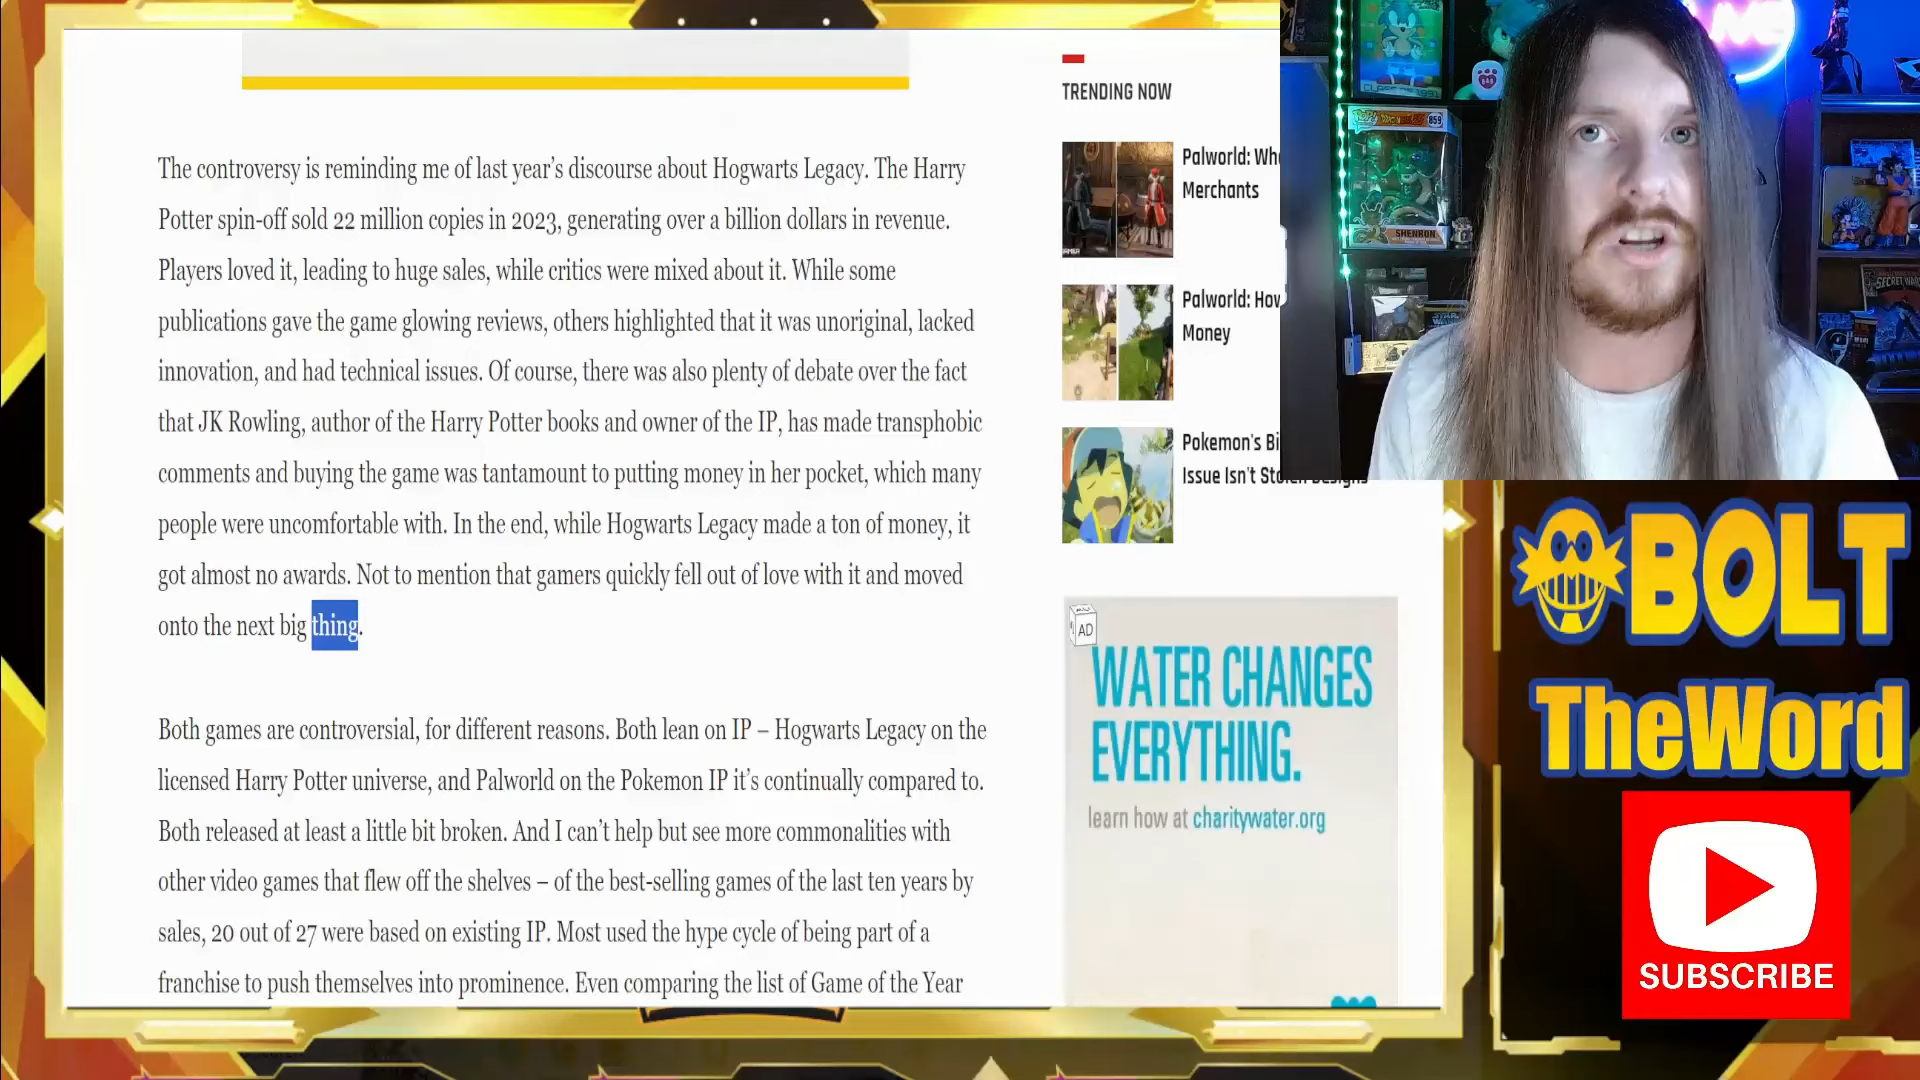 The controversy is reminding me of last year’s discourse about Hogwarts Legacy. The Harry
Potter spin-off sold 22 million copies in 2023, generating over a billion dollars in revenue.
Players loved it, leading to huge sales, while critics were mixed about it. While some
publications gave the game glowing reviews, others highlighted that it was unoriginal, lacked
innovation, and had technical issues. Of course, there was also plenty of debate over the fact
that JK Rowling, author of the Harry Potter books and owner of the IP, has made transphobic
comments and buying the game was tantamount to putting money in her pocket, which many
people were uncomfortable with. In the end, while Hogwarts Legacy made a ton of money, it
got almost no awards. Not to mention that gamers quickly fell out of love with it and moved
onto the next big thing.
Both games are controversial, for different reasons. Both lean on IP – Hogwarts Legacy on the
licensed Harry Potter universe, and Palworld on the Pokemon IP it’s continually compared to.
Both released at least a little bit broken. And I can’t help but see more commonalities with
other video games that flew off the shelves – of the best-selling games of the last ten years by
sales, 20 out of 27 were based on existing IP. Most used the hype cycle of being part of a
franchise to push themselves into prominence. Even comparing the list of Game of the Year
TRENDING NOW
Palworld:
Merchants
Palworld: How
Money
Pokemon's
Issue Isn't Stolen Designs
AD
WATER CHANGES
EVERYTHING.
learn how at charitywater.org
859
SHENRON
SECRET WARS
BOLT
TheWord
SUBSCRIBE